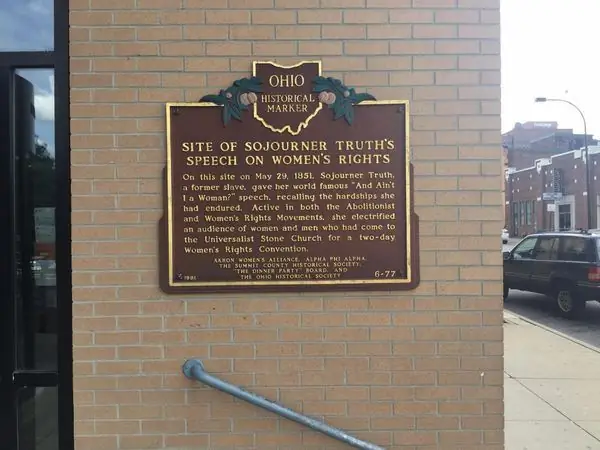 OHIO
HISTORICAL
MARKER
SITE OF SOJOURNER TRUTH'S
SPEECH ON WOMEN'S RIGHTS
On this site on May 29, 1851, Sojourner Truth,
a former slave, gave her world famous "And Ain't
I a Woman?" speech, recalling the hardships she
had endured. Active in both the Abolitionist
and Women's Rights Movements, she electrified
an audience of women and men who had come to
the Universalist Stone Church for a two-day
Women's Rights Convention.
AKRON WOMEN'S ALLIANCE, ALPHA PHI ALPHA,
THE SUMMIT COUNTY HISTORICAL SOCIETY,
"THE DINNER PARTY" BOARD, AND
THE OHIO HISTORICAL SOCIETY
1981
6-77